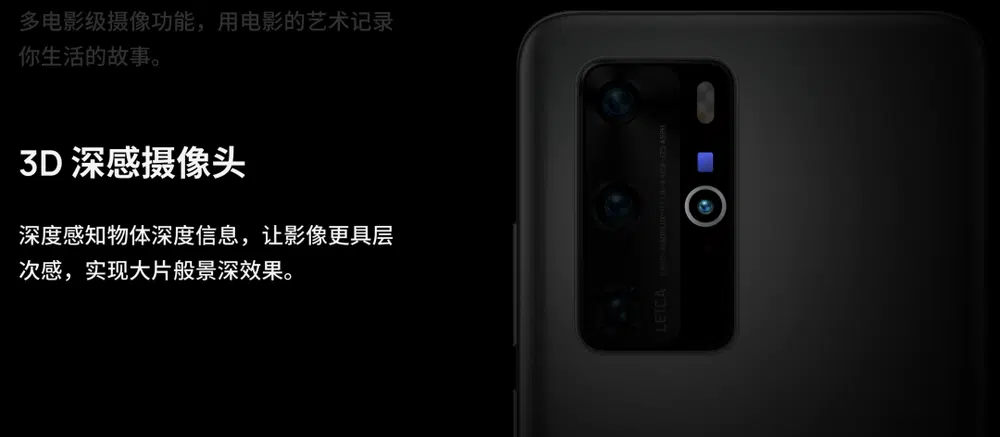 多电影级摄像功能，用电影的艺术记录
你生活的故事。
3D 深感摄像头
深度感知物体深度信息，让影像更具层
次感，实现大片般景深效果。
LEICA